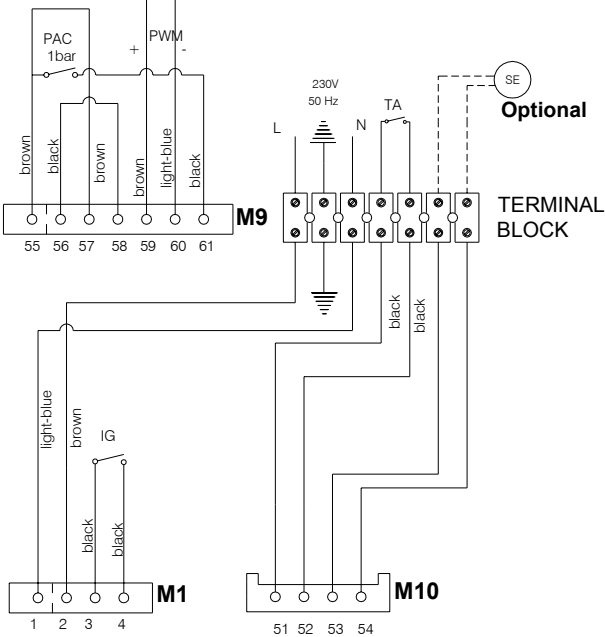 PAC
1bar
PWM
+ -
230V
50 Hz
L
N
TA
SE
Optional
brown
black
brown
brown
light-blue
black
M9
55 56 57 58 59 60 61
TERMINAL
BLOCK
black
black
light-blue
brown
IG
black
black
M1
1 2 3 4
M10
51 52 53 54